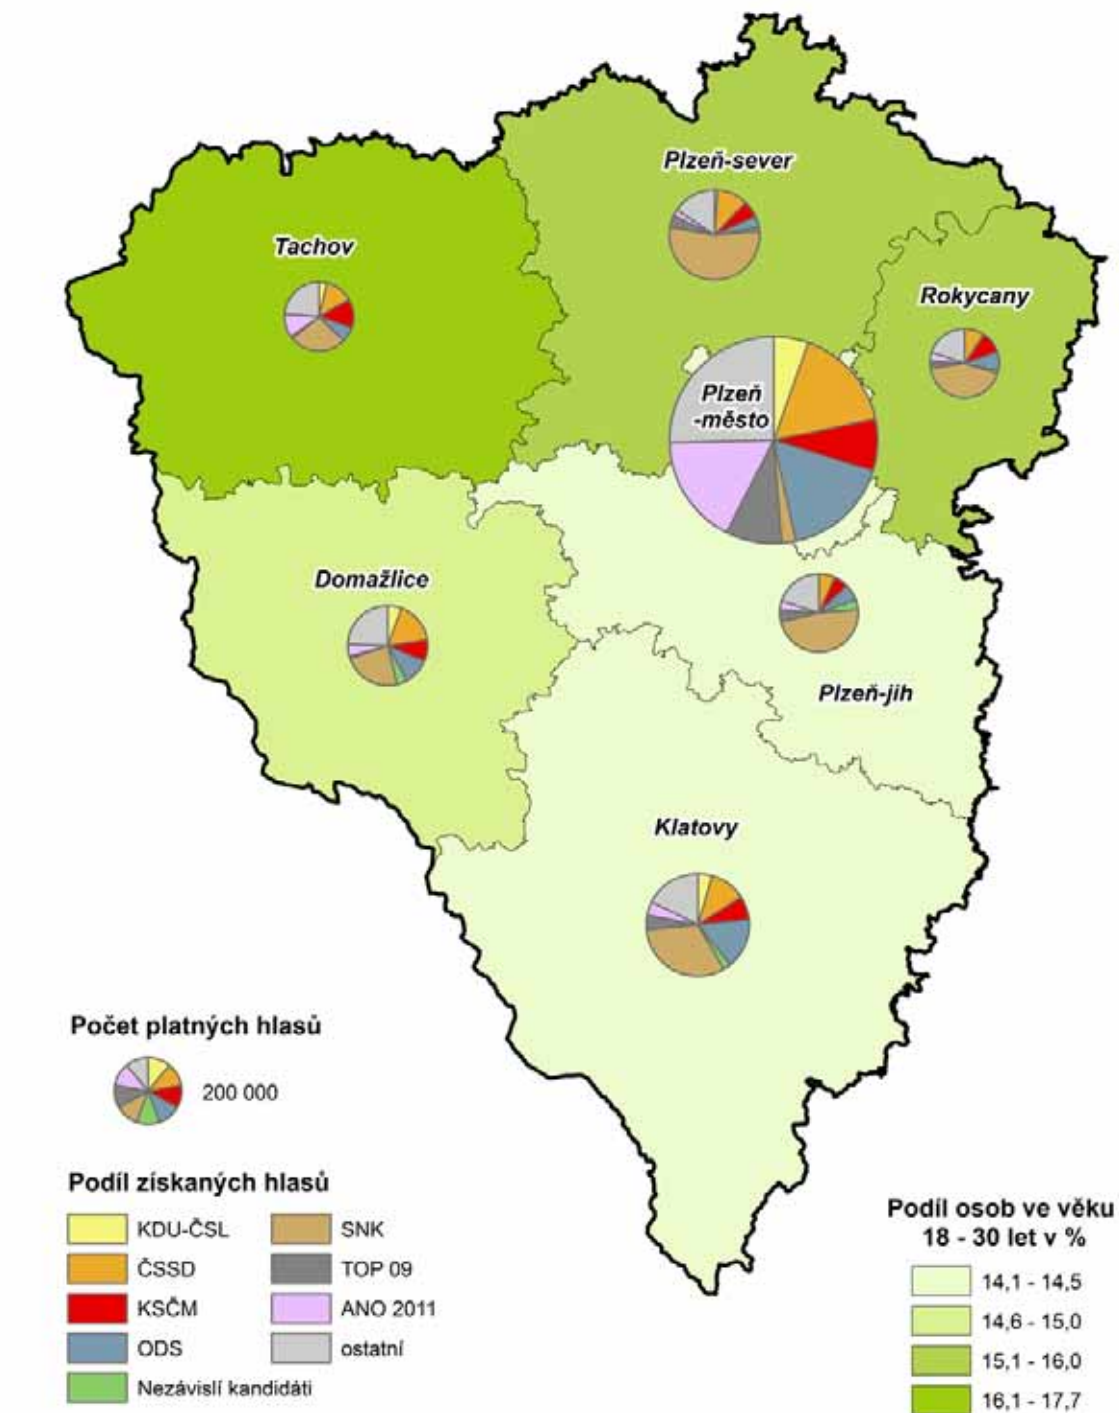 Plzeň-sever
Tachov
Rokycany
Plzeň
-město
Domažlice
Plzeň-jih
Klatovy
Počet platných hlasů
200 000
Podíl získaných hlasů
KDU-ČSL
SNK
ČSSD
TOP 09
KSČM
ANO 2011
ODS
ostatní
Nezávislí kandidáti
Podíl osob ve věku
18 - 30 let v %
14,1 - 14,5
14,6 - 15,0
15,1 - 16,0
16,1 - 17,7